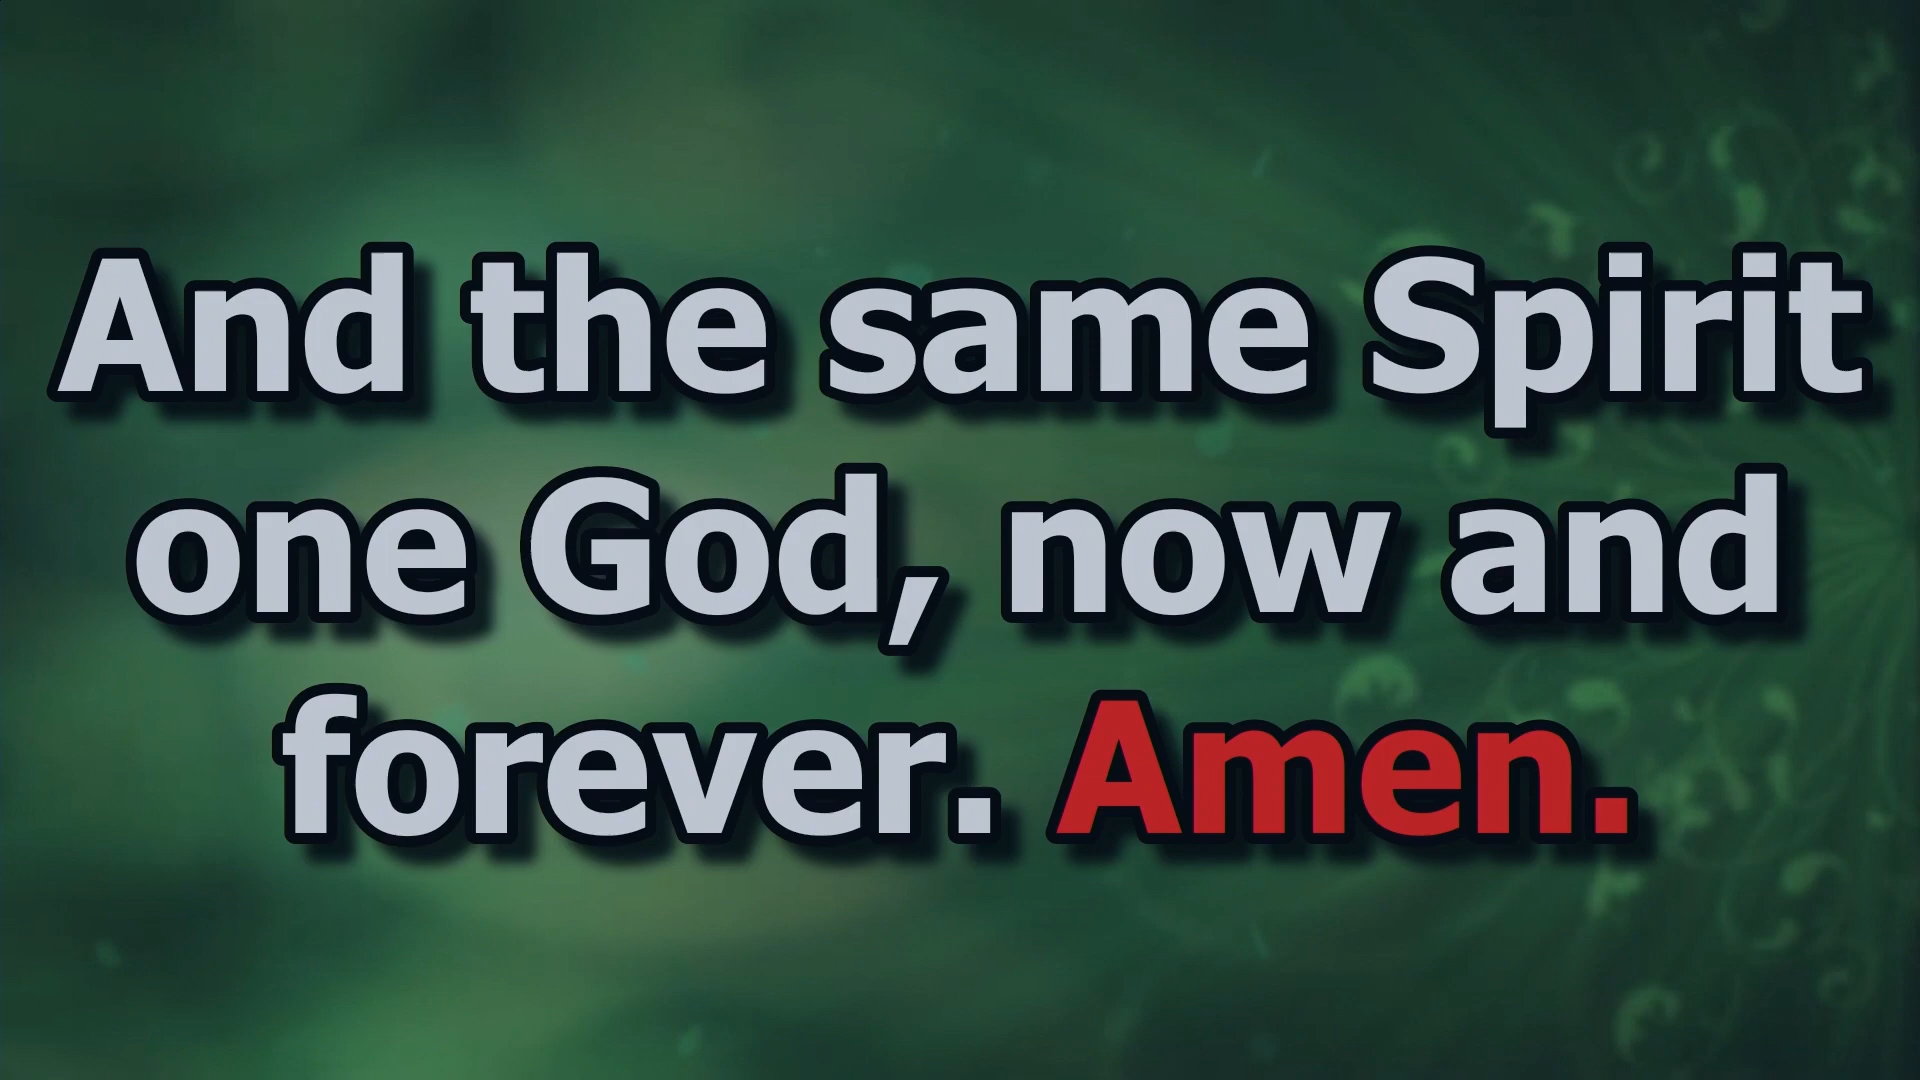 And the same Spirit
one God, now and
forever. Amen.